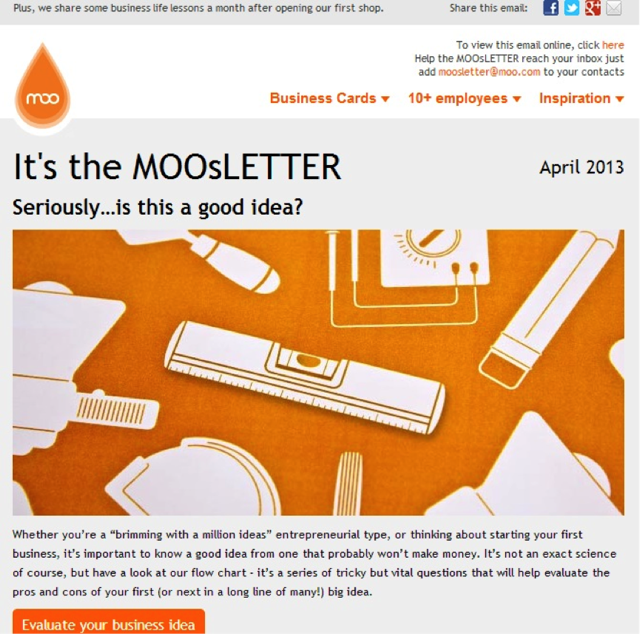 Plus, we share some business life lessons a month after opening our first shop.
Share this email:
To view this email online, click here
Help the MOOsLETTER reach your inbox just
add moosletter@moo.com to your contacts
moo
Business Cards 10+ employees Inspiration
It's the MOOsLETTER
April 2013
Seriously...is this a good idea?
Whether you're a “brimming with a million ideas” entrepreneurial type, or thinking about starting your first
business, it's important to know a good idea from one that probably won't make money. It's not an exact science
of course, but have a look at our flow chart - it's a series of tricky but vital questions that will help evaluate the
pros and cons of your first (or next in a long line of many!) big idea.
Evaluate your business idea